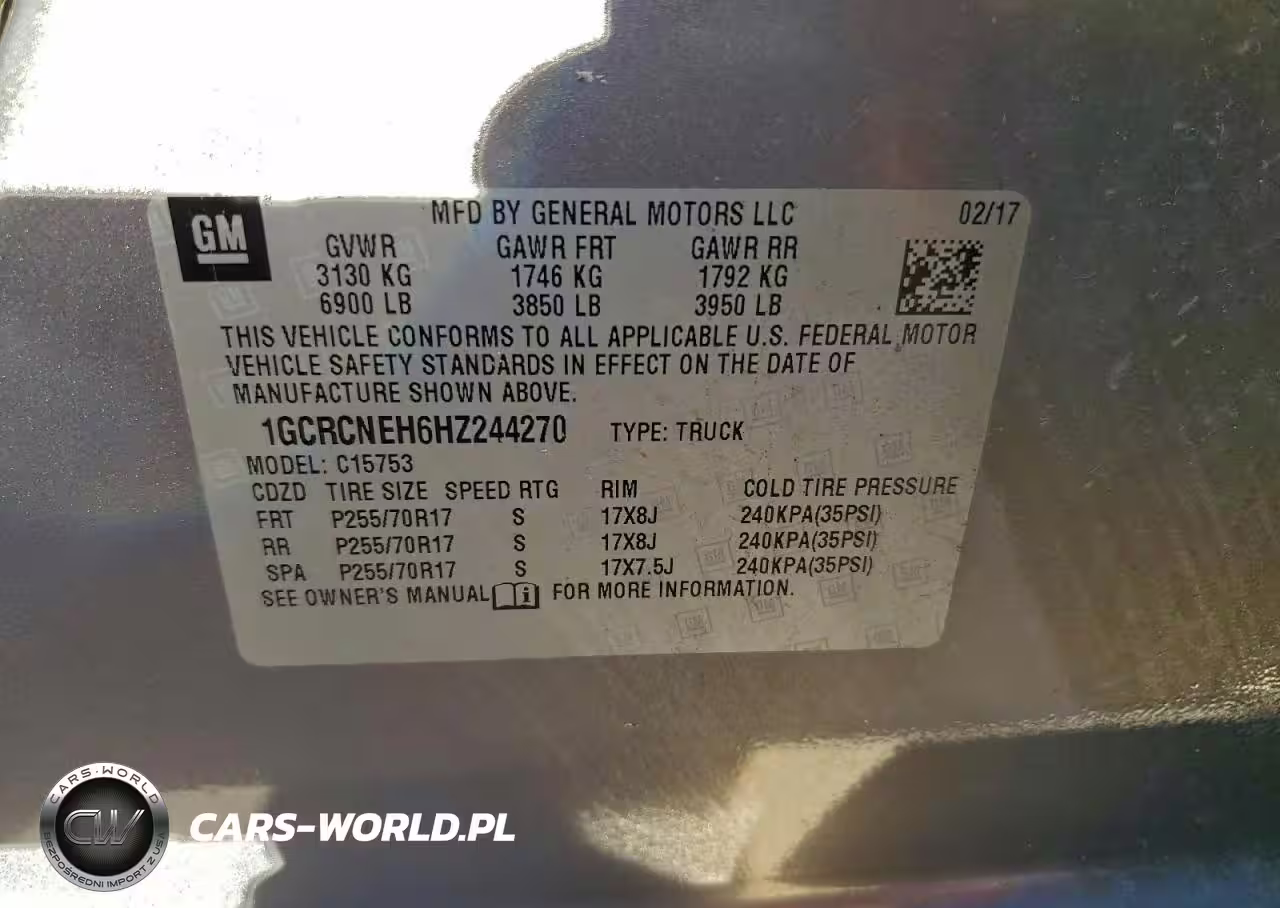 GM
MFD BY GENERAL MOTORS LLC 02/17
GVWR GAWR FRT GAWR RR
3130 KG 1746 KG 1792 KG
6900 LB 3850 LB 3950 LB
THIS VEHICLE CONFORMS TO ALL APPLICABLE U.S. FEDERAL MOTOR
VEHICLE SAFETY STANDARDS IN EFFECT ON THE DATE OF
MANUFACTURE SHOWN ABOVE.
1GCRCNEH6HZ244270 TYPE: TRUCK
MODEL: C15753
CDZD TIRE SIZE SPEED RTG RIM COLD TIRE PRESSURE
FRT P255/70R17 S 17X8J 240KPA(35PSI)
RR P255/70R17 S 17X8J 240KPA(35PSI)
SPA P255/70R17 S 17X7.5J 240KPA(35PSI)
SEE OWNER'S MANUAL i FOR MORE INFORMATION.
CARS-WORLD
CW
BEZPOŚREDNI IMPORT Z USA
CARS-WORLD.PL